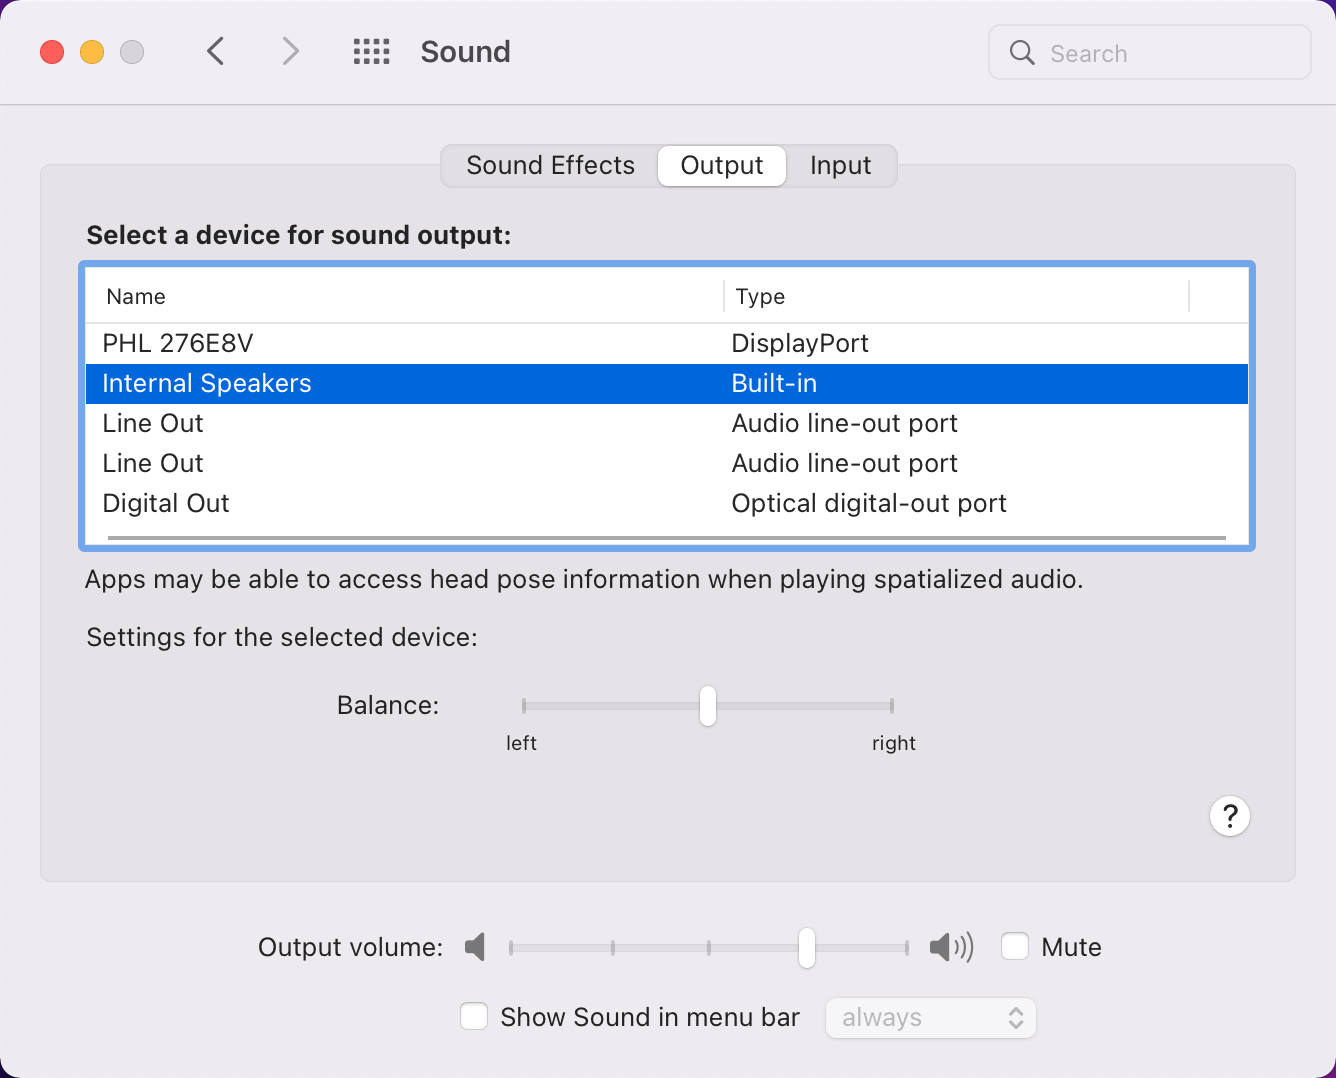 Sound
Search
Sound Effects Output Input
Select a device for sound output:
Name Type
PHL 276E8V DisplayPort
Internal Speakers Built-in
Line Out Audio line-out port
Line Out Audio line-out port
Digital Out Optical digital-out port
Apps may be able to access head pose information when playing spatialized audio.
Settings for the selected device:
Balance:
left right
?
Output volume: Mute
Show Sound in menu bar always